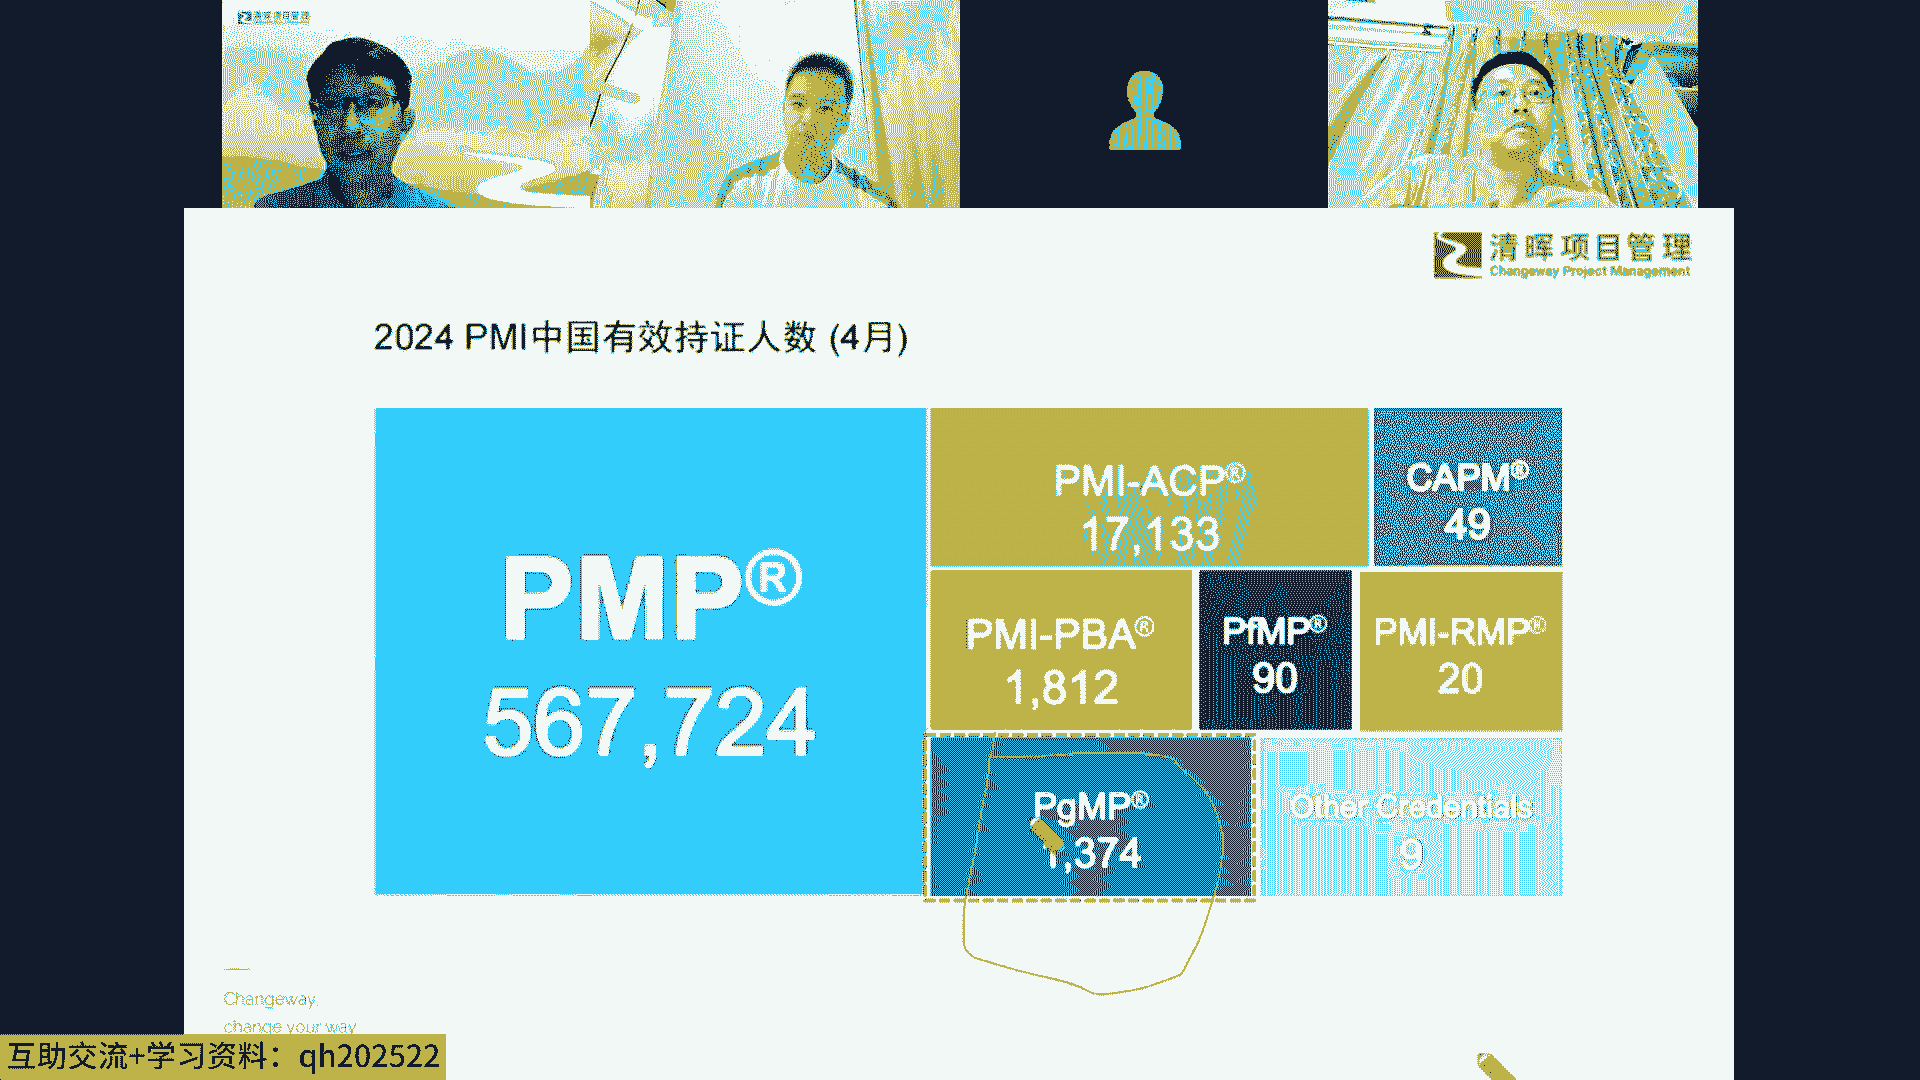 清晖项目管理
Changeway Project Management
2024 PMI中国有效持证人数 (4月)
PMP®
567,724
PMI-ACP®
17,133
CAPM®
49
PMI-PBA®
1,812
PfMP®
90
PMI-RMP®
20
PgMP®
1,374
Other Credentials
9
Changeway,
change your way
互助交流+学习资料：qh202522